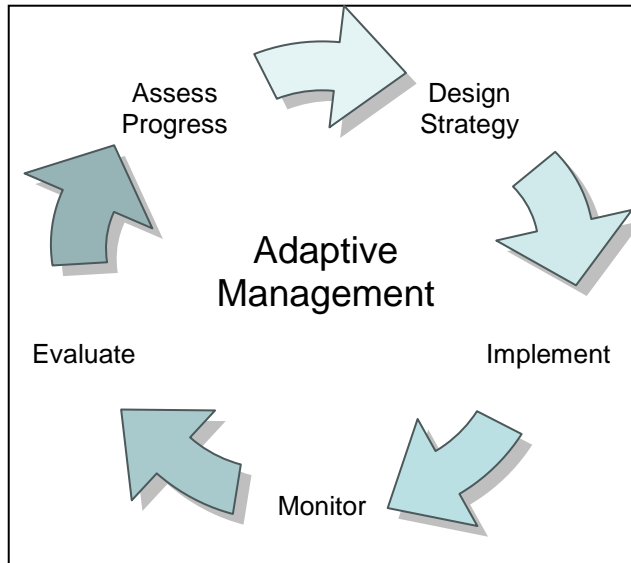 Assess
Progress
Design
Strategy
Adaptive
Management
Evaluate
Implement
Monitor